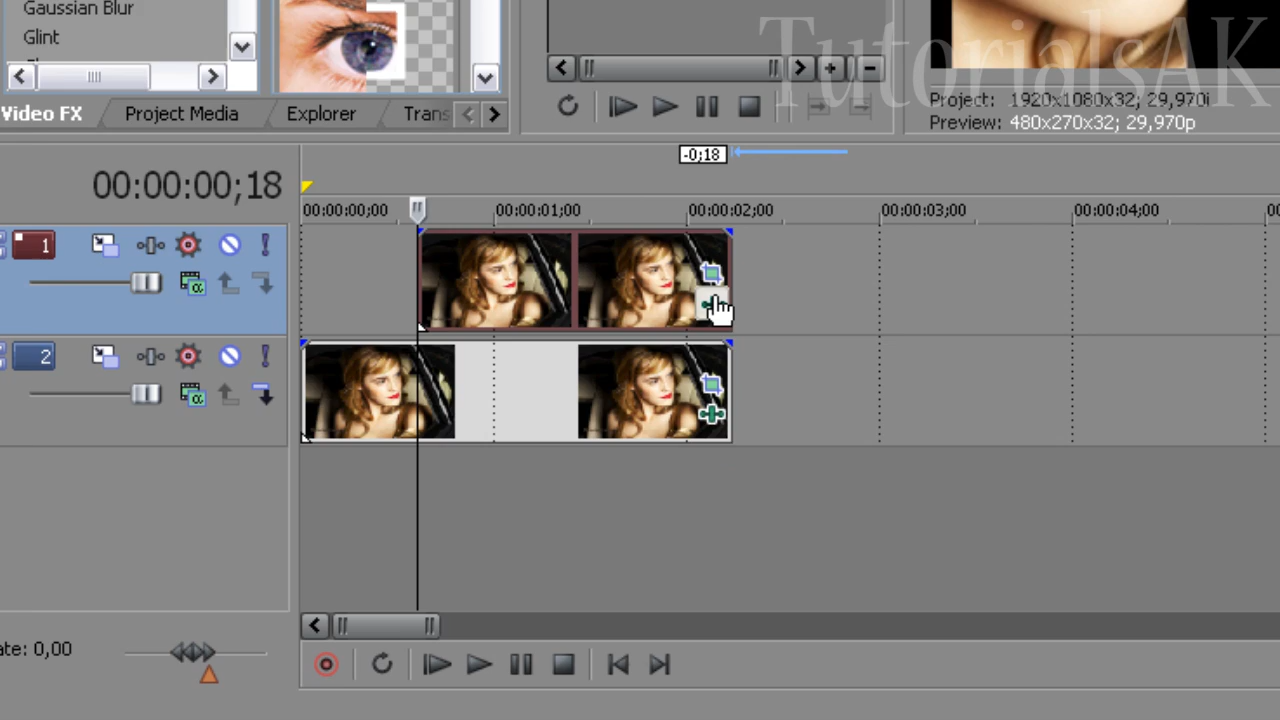 Gaussian Blur
Glint
TutorialsAK
Video FX
Project Media
Explorer
Trans
Project: 1920x1080x32; 29,970i
Preview: 480x270x32; 29,970p
-0;18
00:00:00;18
00:00:00;00
00:00:01;00
00:00:02;00
00:00:03;00
00:00:04;00
1
2
ate: 0,00